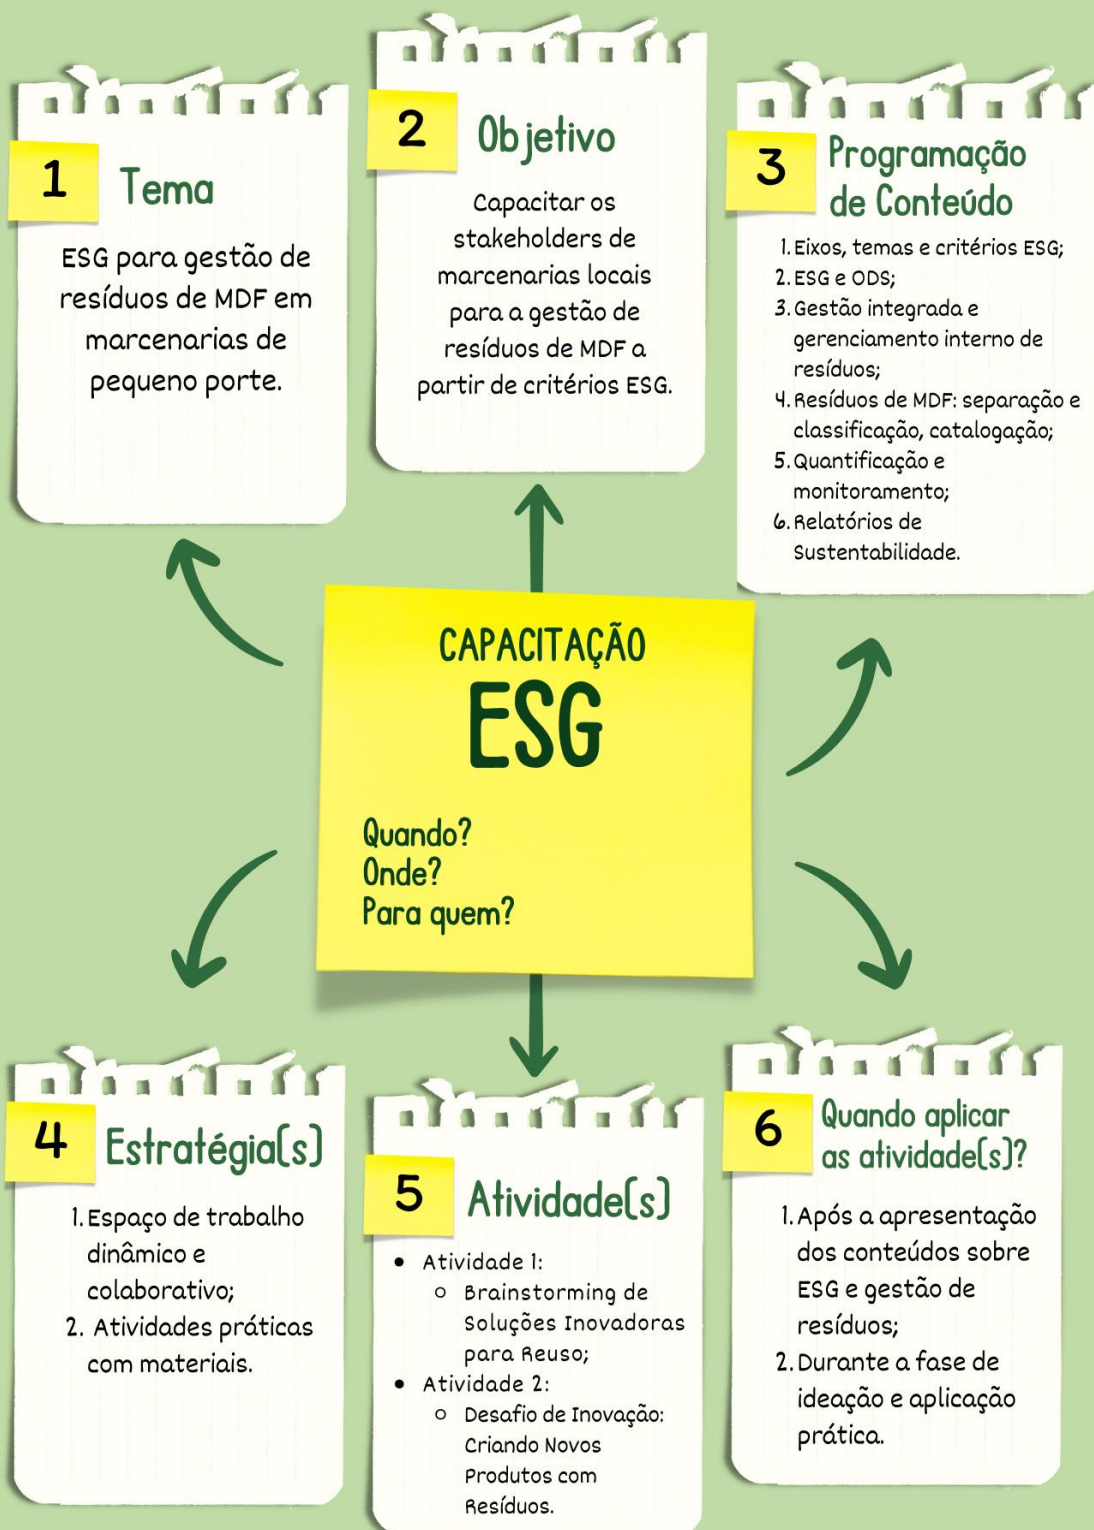 1
Tema
ESG para gestão de
resíduos de MDF em
marcenarias de
pequeno porte.
2
Objetivo
Capacitar os
stakeholders de
marcenarias locais
para a gestão de
resíduos de MDF a
partir de critérios ESG.
3
Programação
de Conteúdo
1. Eixos, temas e critérios ESG;
2. ESG e ODS;
3. Gestão integrada e
gerenciamento interno de
resíduos;
4. Resíduos de MDF: separação e
classificação, catalogação;
5. Quantificação e
monitoramento;
6. Relatórios de
Sustentabilidade.
CAPACITAÇÃO
ESG
Quando?
Onde?
Para quem?
4
Estratégia(s)
1. Espaço de trabalho
dinâmico e
colaborativo;
2. Atividades práticas
com materiais.
5
Atividade(s)
• Atividade 1:
○ Brainstorming de
Soluções Inovadoras
para Reuso;
• Atividade 2:
○ Desafio de Inovação:
Criando Novos
Produtos com
Resíduos.
6
Quando aplicar
as atividade(s)?
1. Após a apresentação
dos conteúdos sobre
ESG e gestão de
resíduos;
2. Durante a fase de
ideação e aplicação
prática.